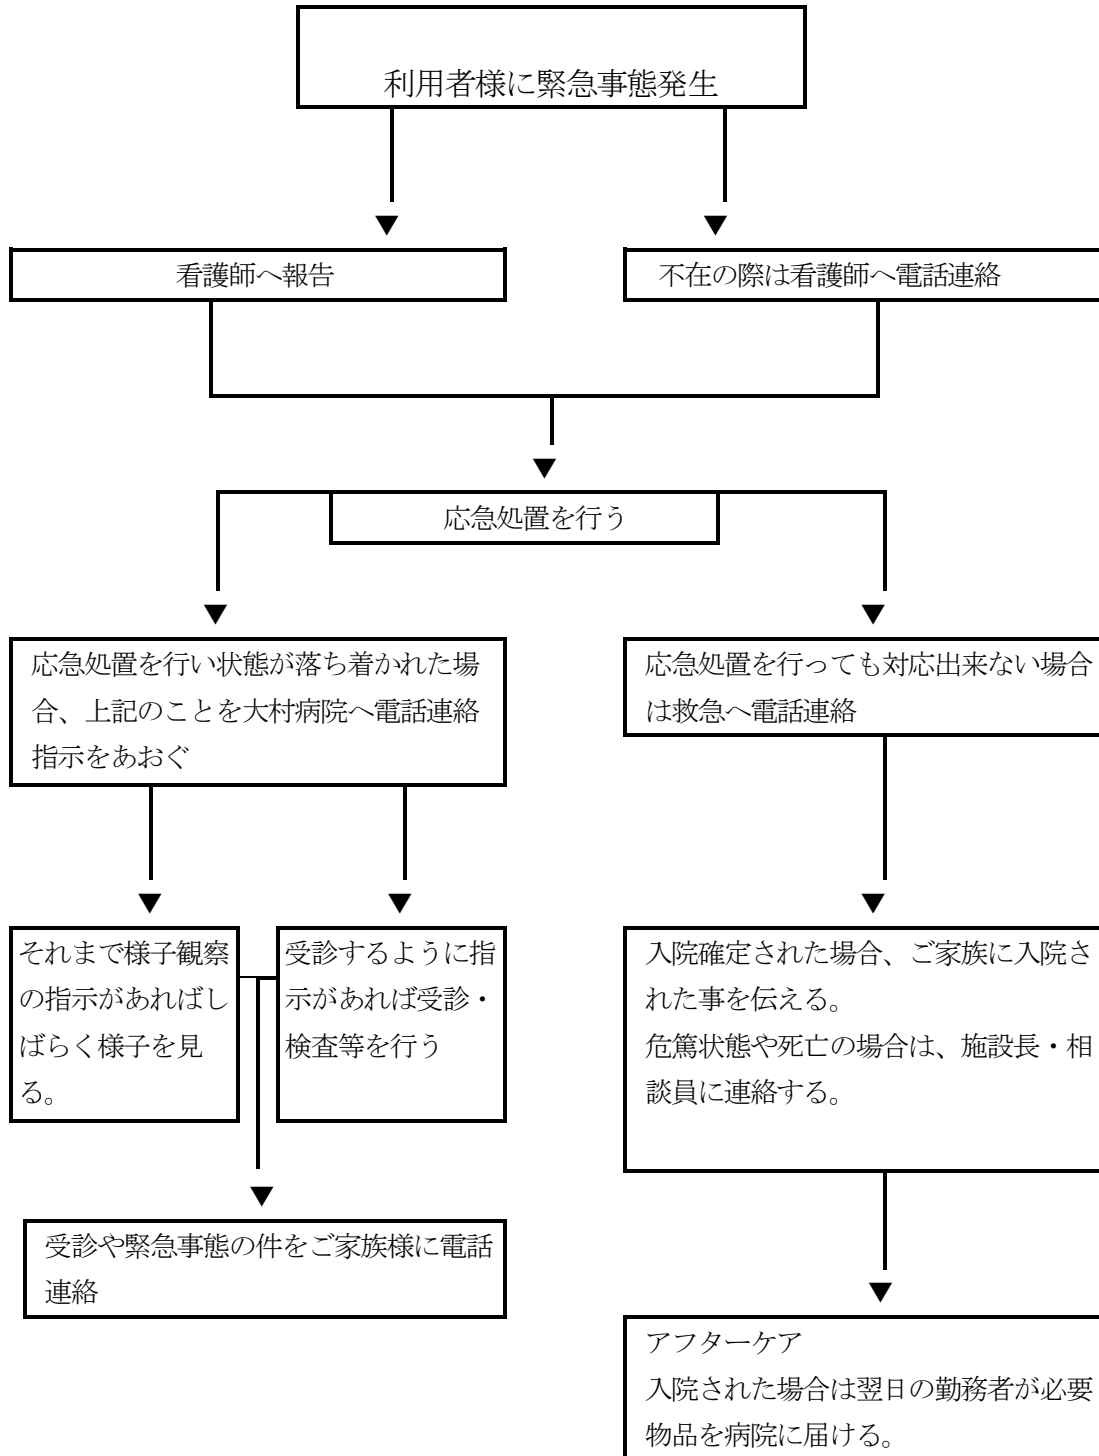 利用者様に緊急事態発生
看護師へ報告
不在の際は看護師へ電話連絡
応急処置を行う
応急処置を行い状態が落ち着かれた場
合、上記のことを大村病院へ電話連絡
指示をあおぐ
応急処置を行っても対応出来ない場合
は救急へ電話連絡
それまで様子観察
の指示があればし
ばらく様子を見
る。
受診するように指
示があれば受診・
検査等を行う
入院確定された場合、ご家族に入院さ
れた事を伝える。
危篤状態や死亡の場合は、施設長・相
談員に連絡する。
受診や緊急事態の件をご家族様に電話
連絡
アフターケア
入院された場合は翌日の勤務者が必要
物品を病院に届ける。